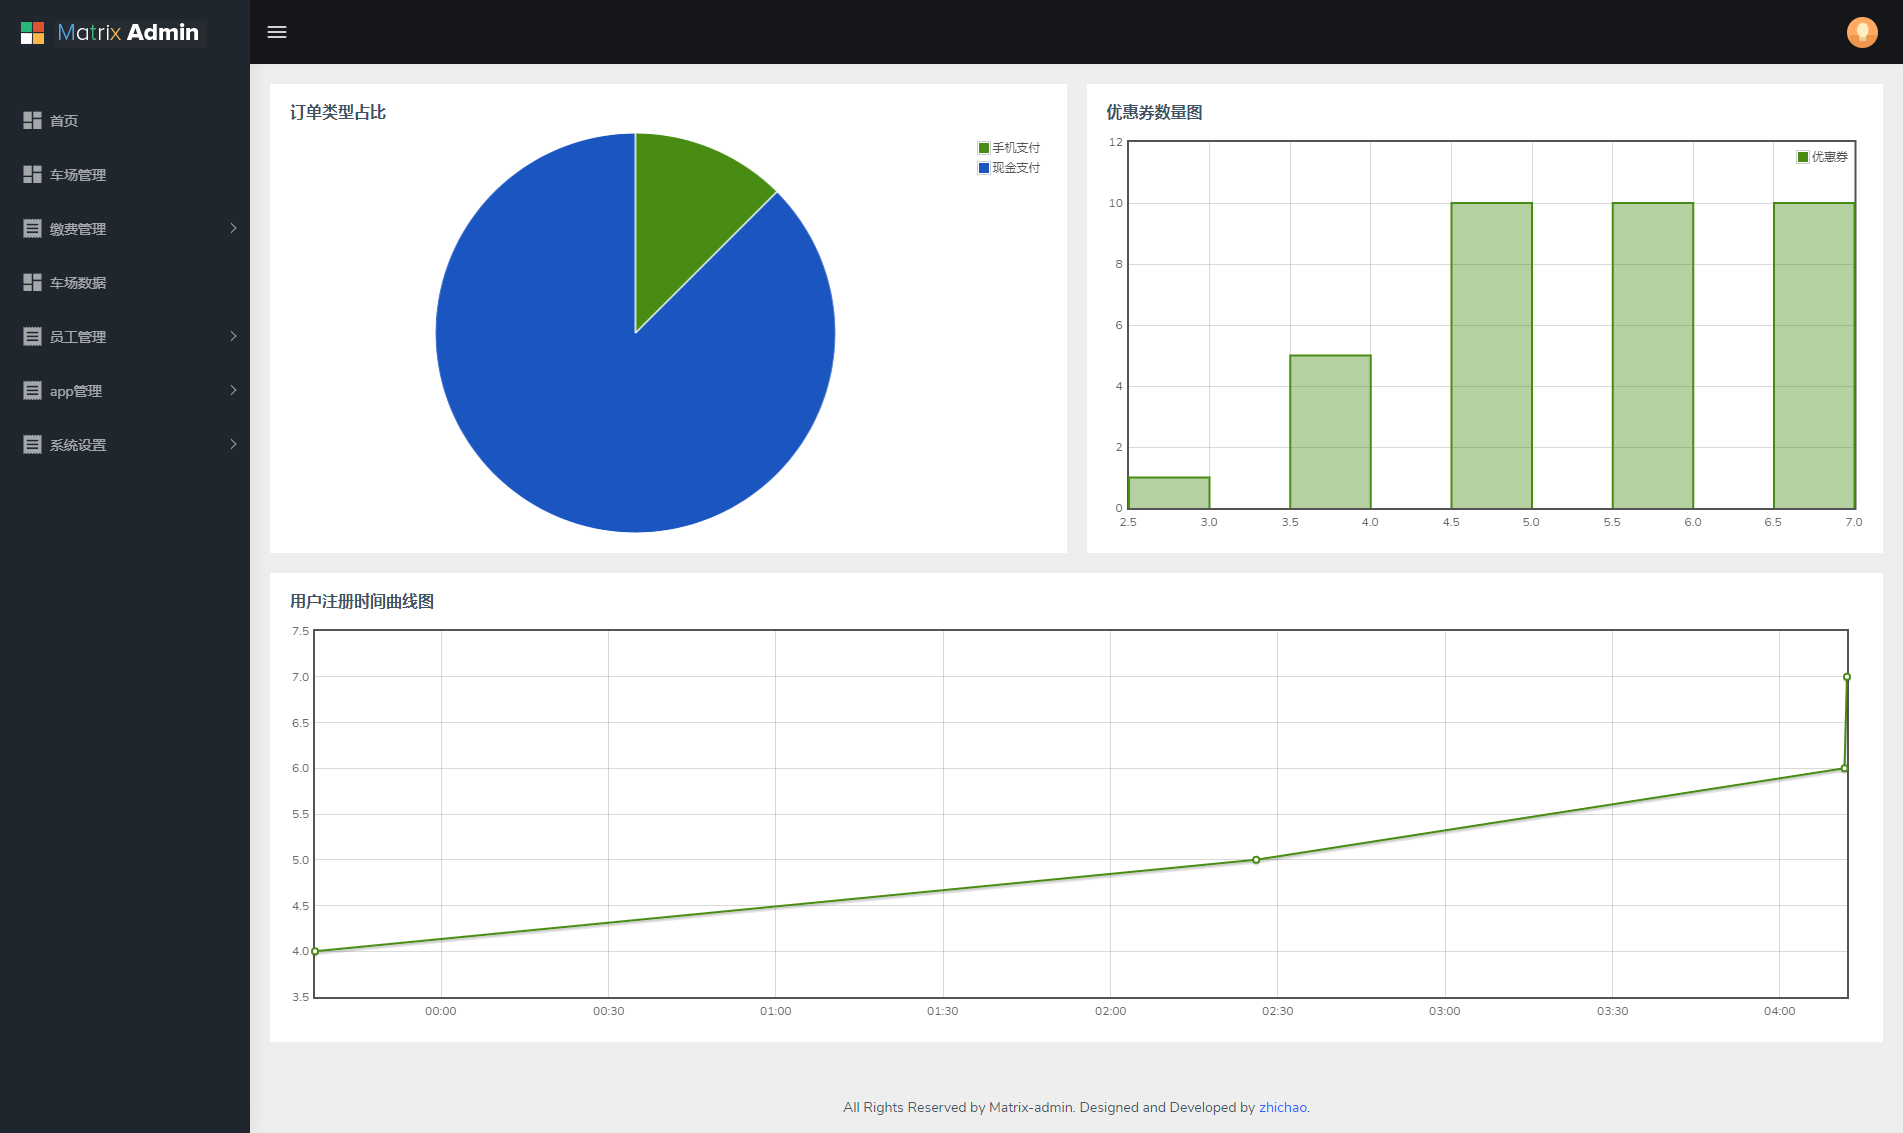 Matrix Admin
首页
车场管理
缴费管理
车场数据
员工管理
app管理
系统设置
订单类型占比
手机支付
现金支付
优惠券数量图
优惠券
12
10
8
6
4
2
0
2.5 3.0 3.5 4.0 4.5 5.0 5.5 6.0 6.5 7.0
用户注册时间曲线图
7.5
7.0
6.5
6.0
5.5
5.0
4.5
4.0
3.5
00:00 00:30 01:00 01:30 02:00 02:30 03:00 03:30 04:00
All Rights Reserved by Matrix-admin. Designed and Developed by zhichao.